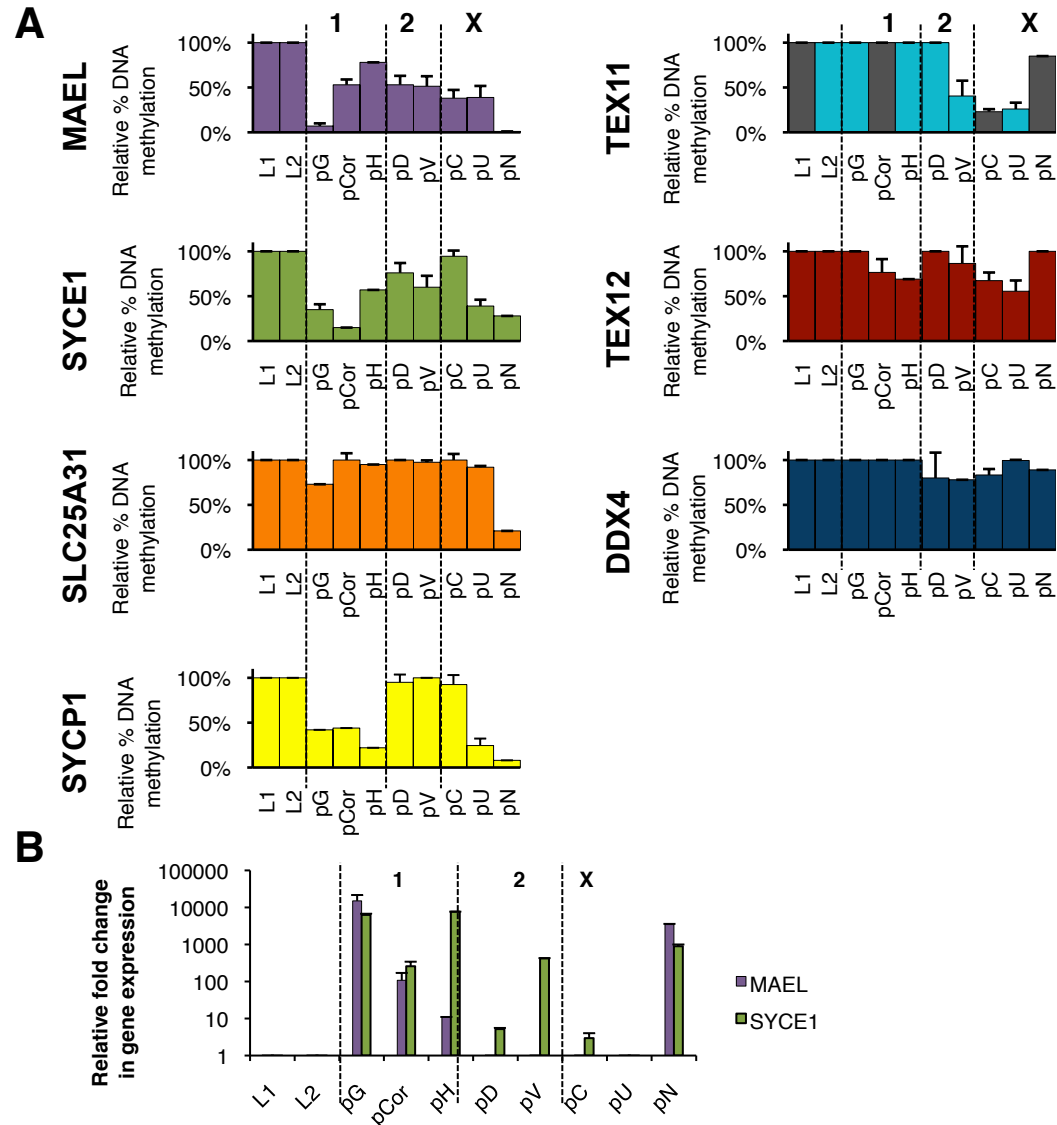 A
1 2 X
MAEL
Relative % DNA
methylation
100%
50%
0%
L1 L2 pG pCor pH pD pV pC pU pN
1 2 X
TEX11
Relative % DNA
methylation
100%
50%
0%
L1 L2 pG pCor pH pD pV pC pU pN
SYCE1
Relative % DNA
methylation
100%
50%
0%
L1 L2 pG pCor pH pD pV pC pU pN
TEX12
Relative % DNA
methylation
100%
50%
0%
L1 L2 pG pCor pH pD pV pC pU pN
SLC25A31
Relative % DNA
methylation
100%
50%
0%
L1 L2 pG pCor pH pD pV pC pU pN
DDX4
Relative % DNA
methylation
100%
50%
0%
L1 L2 pG pCor pH pD pV pC pU pN
SYCP1
Relative % DNA
methylation
100%
50%
0%
L1 L2 pG pCor pH pD pV pC pU pN
B
1 2 X
Relative fold change
in gene expression
100000
10000
1000
100
10
1
L1 L2 pG pCor pH pD pV pC pU pN
MAEL
SYCE1